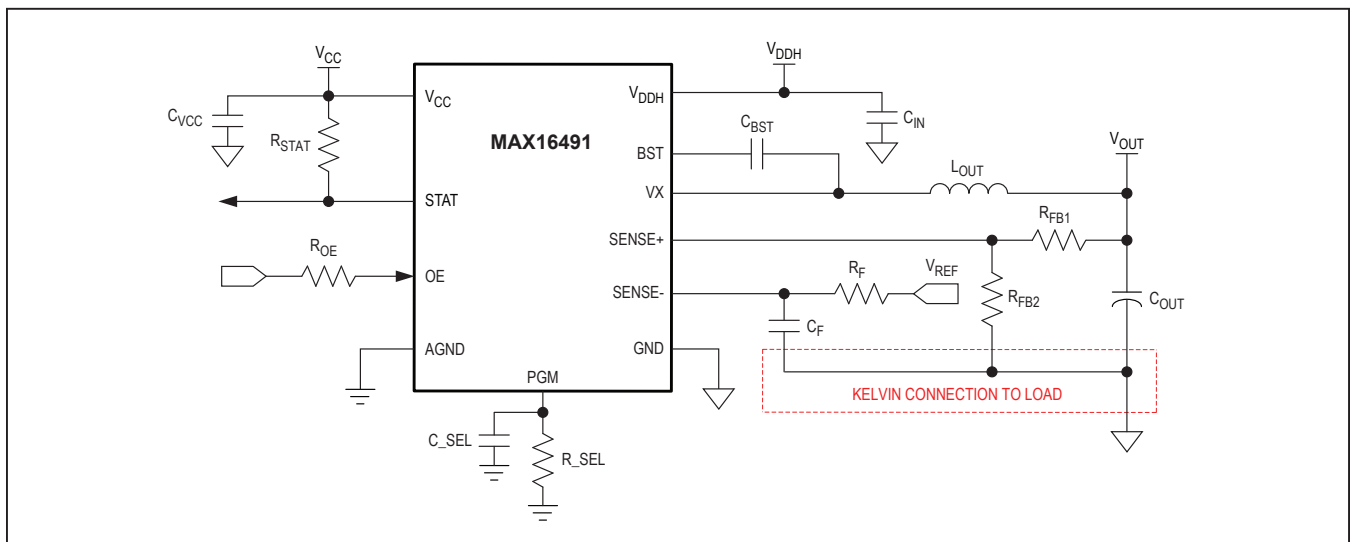 VCC
VDDH
CVCC
VCC
VDDH
CIN
RSTAT
MAX16491
CBST
BST
VOUT
LOUT
STAT
VX
RFB1
SENSE+
ROE
OE
RF
VREF
SENSE-
RFB2
COUT
CF
AGND
GND
PGM
KELVIN CONNECTION TO LOAD
C_SEL
R_SEL